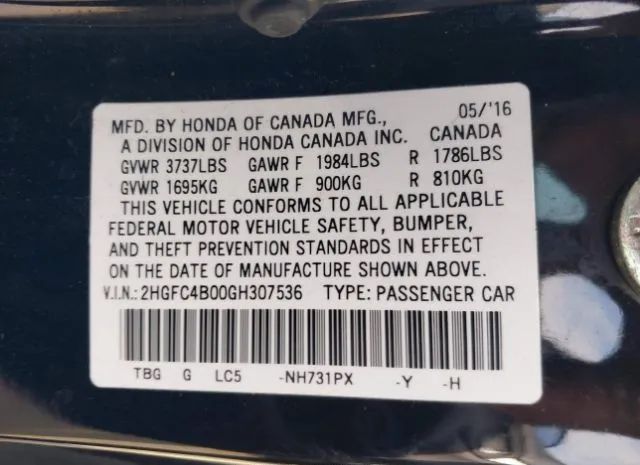 05/'16
MFD. BY HONDA OF CANADA MFG.,
A DIVISION OF HONDA CANADA INC. CANADA
GVWR 3737LBS GAWR F 1984LBS R 1786LBS
GVWR 1695KG GAWR F 900KG R 810KG
THIS VEHICLE CONFORMS TO ALL APPLICABLE
FEDERAL MOTOR VEHICLE SAFETY, BUMPER,
AND THEFT PREVENTION STANDARDS IN EFFECT
ON THE DATE OF MANUFACTURE SHOWN ABOVE.
V.I.N.:2HGFC4B00GH307536 TYPE: PASSENGER CAR
TBG G LC5 -NH731PX -Y -H